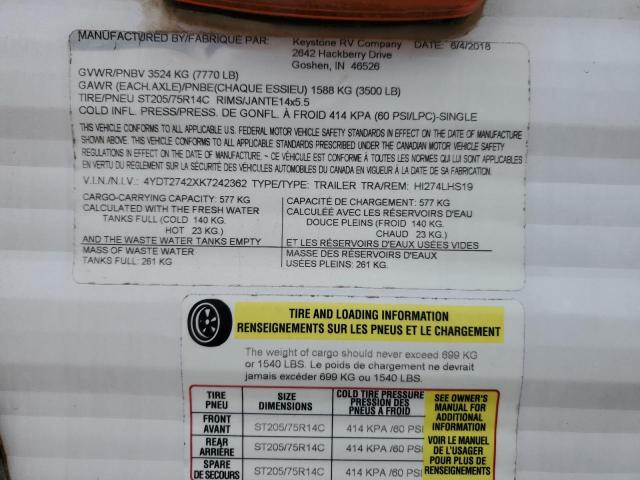 MANUFACTURED BY/FABRIQUE PAR: Keystone RV Company DATE: 6/4/2018
2642 Hackberry Drive
Goshen, IN 46526
GVWR/PNBV 3524 KG (7770 LB)
GAWR (EACH.AXLE)/PNBE(CHAQUE ESSIEU) 1588 KG (3500 LB)
TIRE/PNEU ST205/75R14C RIMS/JANTE14x5.5
COLD INFL. PRESS/PRESS. DE GONFL. À FROID 414 KPA (60 PSI/LPC)-SINGLE
THIS VEHICLE CONFORMS TO ALL APPLICABLE U.S. FEDERAL MOTOR VEHICLE SAFETY STANDARDS IN EFFECT ON THE DATE OF MANUFACTURE
SHOWN ABOVE. THIS VEHICLE CONFORMS TO ALL APPLICABLE STANDARDS PRESCRIBED UNDER THE CANADIAN MOTOR VEHICLE SAFETY
REGULATIONS IN EFFECT ON THE DATE OF MANUFACTURE. ~ CE VÉHICULE EST CONFORME À TOUTES LES NORMES QUI LUI SONT APPLICABLES
EN VERTU DU RÈGLEMENT SUR LA SÉCURITÉ DES VÉHICULES AUTOMOBILES DU CANADA EN VIGUEUR À LA DATE DE SA FABRICATION.
V.I.N./N.I.V.: 4YDT2742XK7242362 TYPE/TYPE: TRAILER TRA/REM: HI274LHS19
CARGO-CARRYING CAPACITY: 577 KG
CALCULATED WITH THE FRESH WATER
TANKS FULL (COLD 140 KG.
HOT 23 KG.)
AND THE WASTE WATER TANKS EMPTY
MASS OF WASTE WATER
TANKS FULL: 261 KG
CAPACITÉ DE CHARGEMENT: 577 KG
CALCULÉE AVEC LES RÉSERVOIRS D'EAU
DOUCE PLEINS (FROID 140 KG.
CHAUD 23 KG.)
ET LES RÉSERVOIRS D'EAUX USÉES VIDES
MASSE DES RÉSERVOIRS D'EAUX
USÉES PLEINS: 261 KG.
TIRE AND LOADING INFORMATION
RENSEIGNEMENTS SUR LES PNEUS ET LE CHARGEMENT
The weight of cargo should never exceed 699 KG
or 1540 LBS. Le poids de chargement ne devrait
jamais excéder 699 KG ou 1540 LBS.
TIRE
PNEU
SIZE
DIMENSIONS
COLD TIRE PRESSURE
PRESSION DES
PNEUS A FROID
FRONT
AVANT
ST205/75R14C
414 KPA /60 PSI
REAR
ARRIÈRE
ST205/75R14C
414 KPA /60 PSI
SPARE
DE SECOURS
ST205/75R14C
414 KPA /60 PSI
SEE OWNER'S
MANUAL FOR
ADDITIONAL
INFORMATION
VOIR LE MANUEL
DE L'USAGER
POUR PLUS DE
RENSEIGNEMENTS